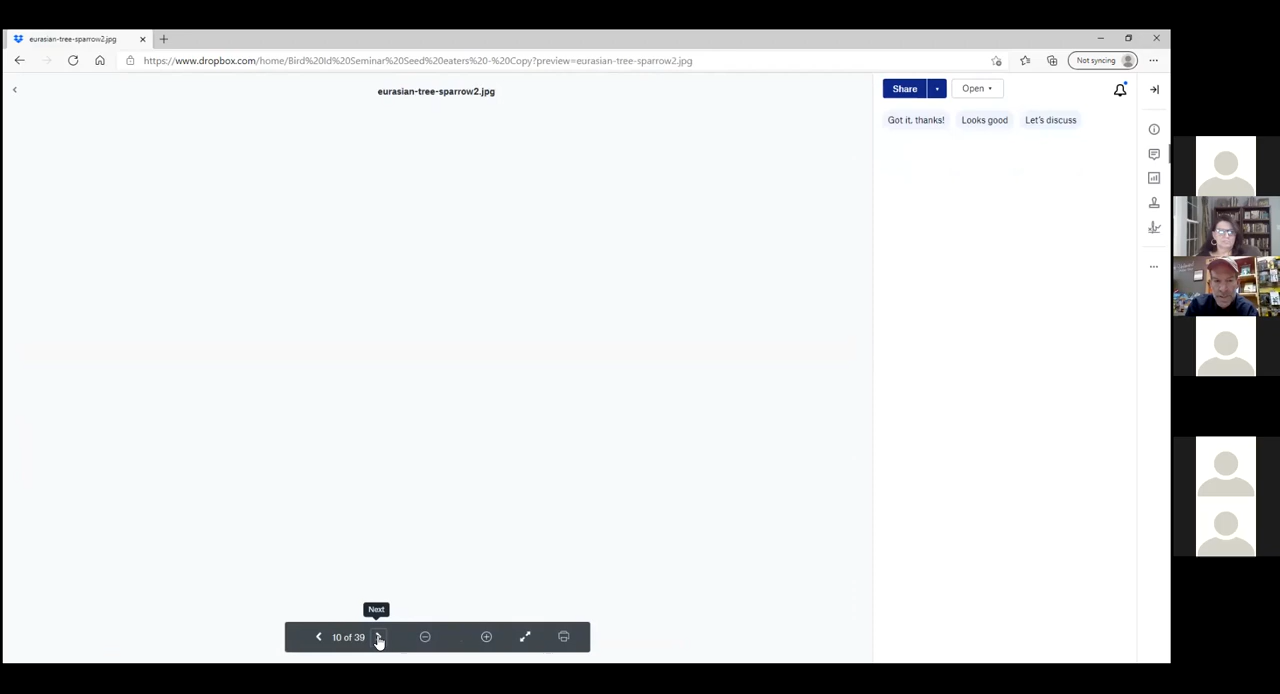 eurasian-tree-sparrow2.jpg
https://www.dropbox.com/home/Bird%20Id%20Seminar%20Seed%20eaters%20-%20Copy?preview=eurasian-tree-sparrow2.jpg
Not syncing
eurasian-tree-sparrow2.jpg
Share
Open
Got it, thanks!
Looks good
Let's discuss
Next
10 of 39